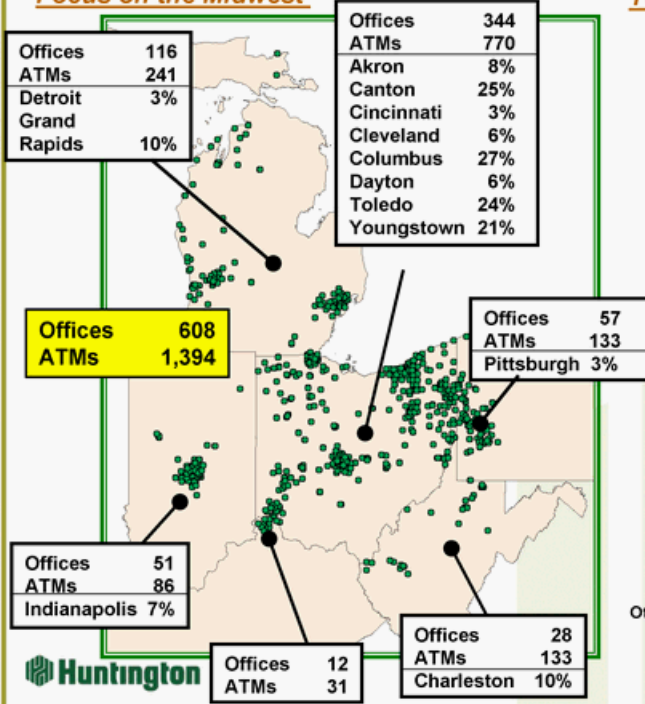 Focus on the Midwest
Offices 116
ATMs 241
Detroit 3%
Grand
Rapids 10%
Offices 344
ATMs 770
Akron 8%
Canton 25%
Cincinnati 3%
Cleveland 6%
Columbus 27%
Dayton 6%
Toledo 24%
Youngstown 21%
Offices 608
ATMs 1,394
Offices 57
ATMs 133
Pittsburgh 3%
Offices 51
ATMs 86
Indianapolis 7%
Offices 12
ATMs 31
Offices 28
ATMs 133
Charleston 10%
Huntington